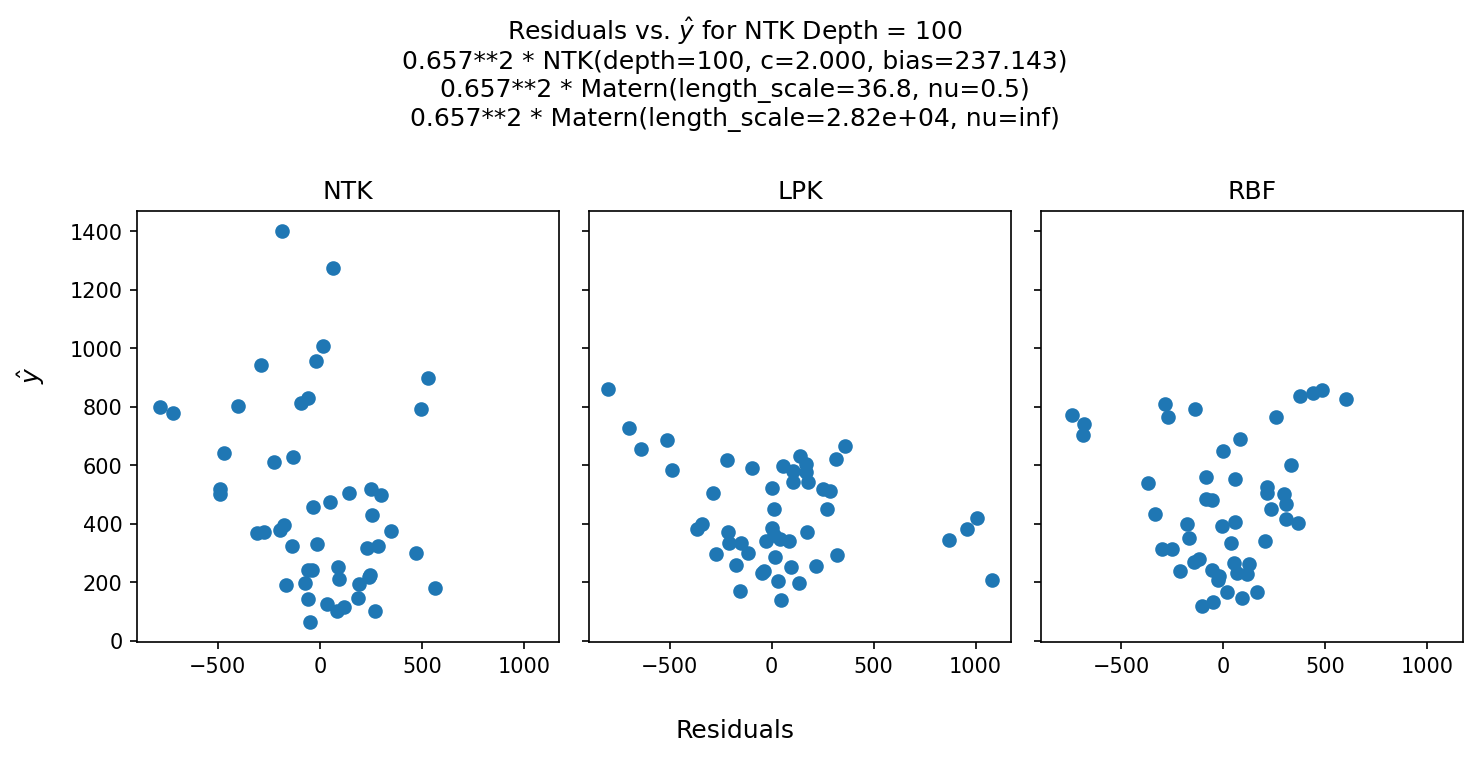 Residuals vs. ŷ for NTK Depth = 100
0.657**2 * NTK(depth=100, c=2.000, bias=237.143)
0.657**2 * Matern(length_scale=36.8, nu=0.5)
0.657**2 * Matern(length_scale=2.82e+04, nu=inf)
NTK LPK RBF
1400
1200
1000
800
600
400
200
0
ŷ
−500 0 500 1000 −500 0 500 1000 −500 0 500 1000
Residuals